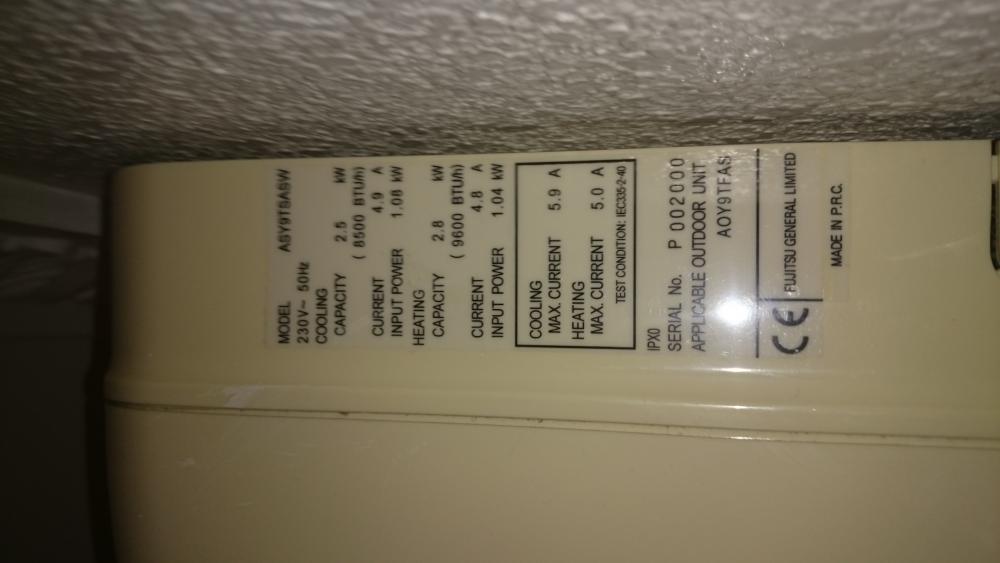 MODEL ASY9TSASW
230V~ 50Hz
COOLING
CAPACITY 2.5 kW
( 8500 BTU/h)
CURRENT 4.9 A
INPUT POWER 1.08 kW
HEATING
CAPACITY 2.8 kW
( 9600 BTU/h)
CURRENT 4.8 A
INPUT POWER 1.04 kW
COOLING
MAX. CURRENT 5.9 A
HEATING
MAX. CURRENT 5.0 A
TEST CONDITION: IEC335-2-40
IPX0
SERIAL No. P 002000
APPLICABLE OUTDOOR UNIT
AOY9TFAS
CE FUJITSU GENERAL LIMITED
MADE IN P.R.C.